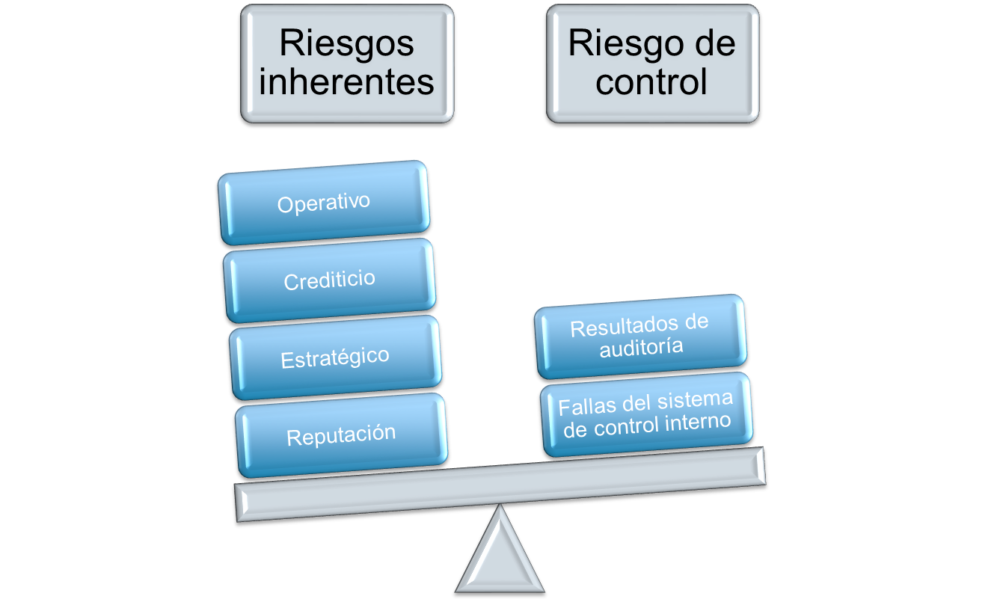 Riesgos
inherentes
Riesgo de
control
Operativo
Crediticio
Estratégico
Reputación
Resultados de
auditoría
Fallas del sistema
de control interno